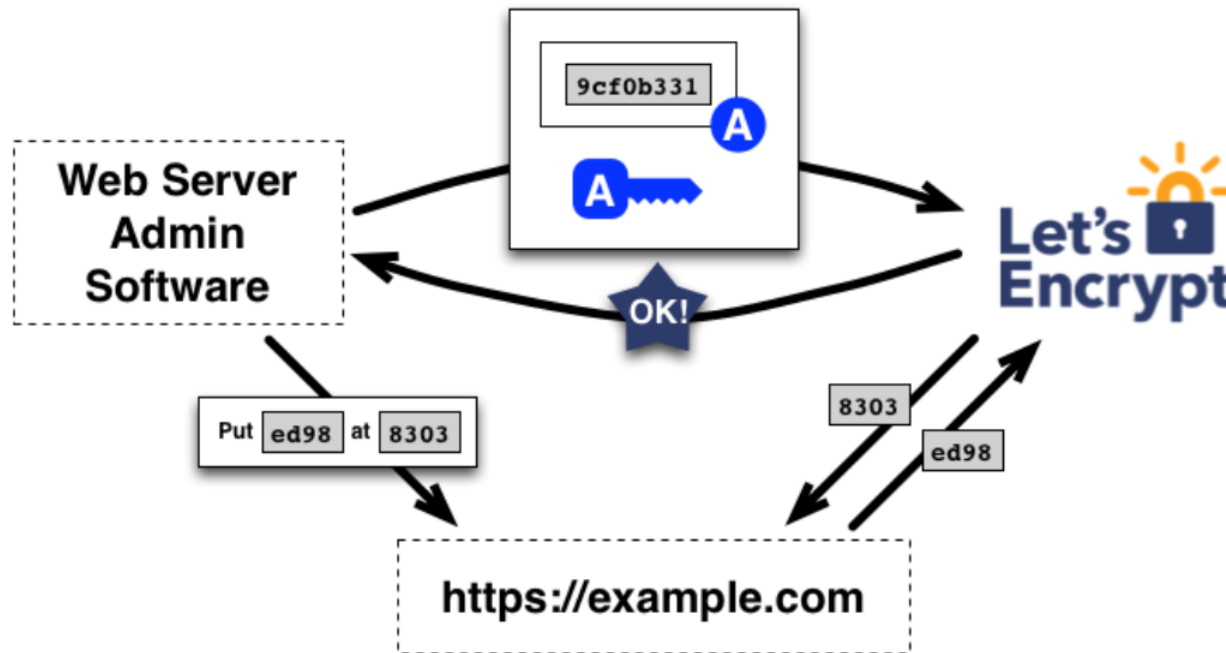 9cf0b331
A
A
Web Server
Admin
Software
Let's
Encrypt
OK!
Put ed98 at 8303
8303
ed98
https://example.com